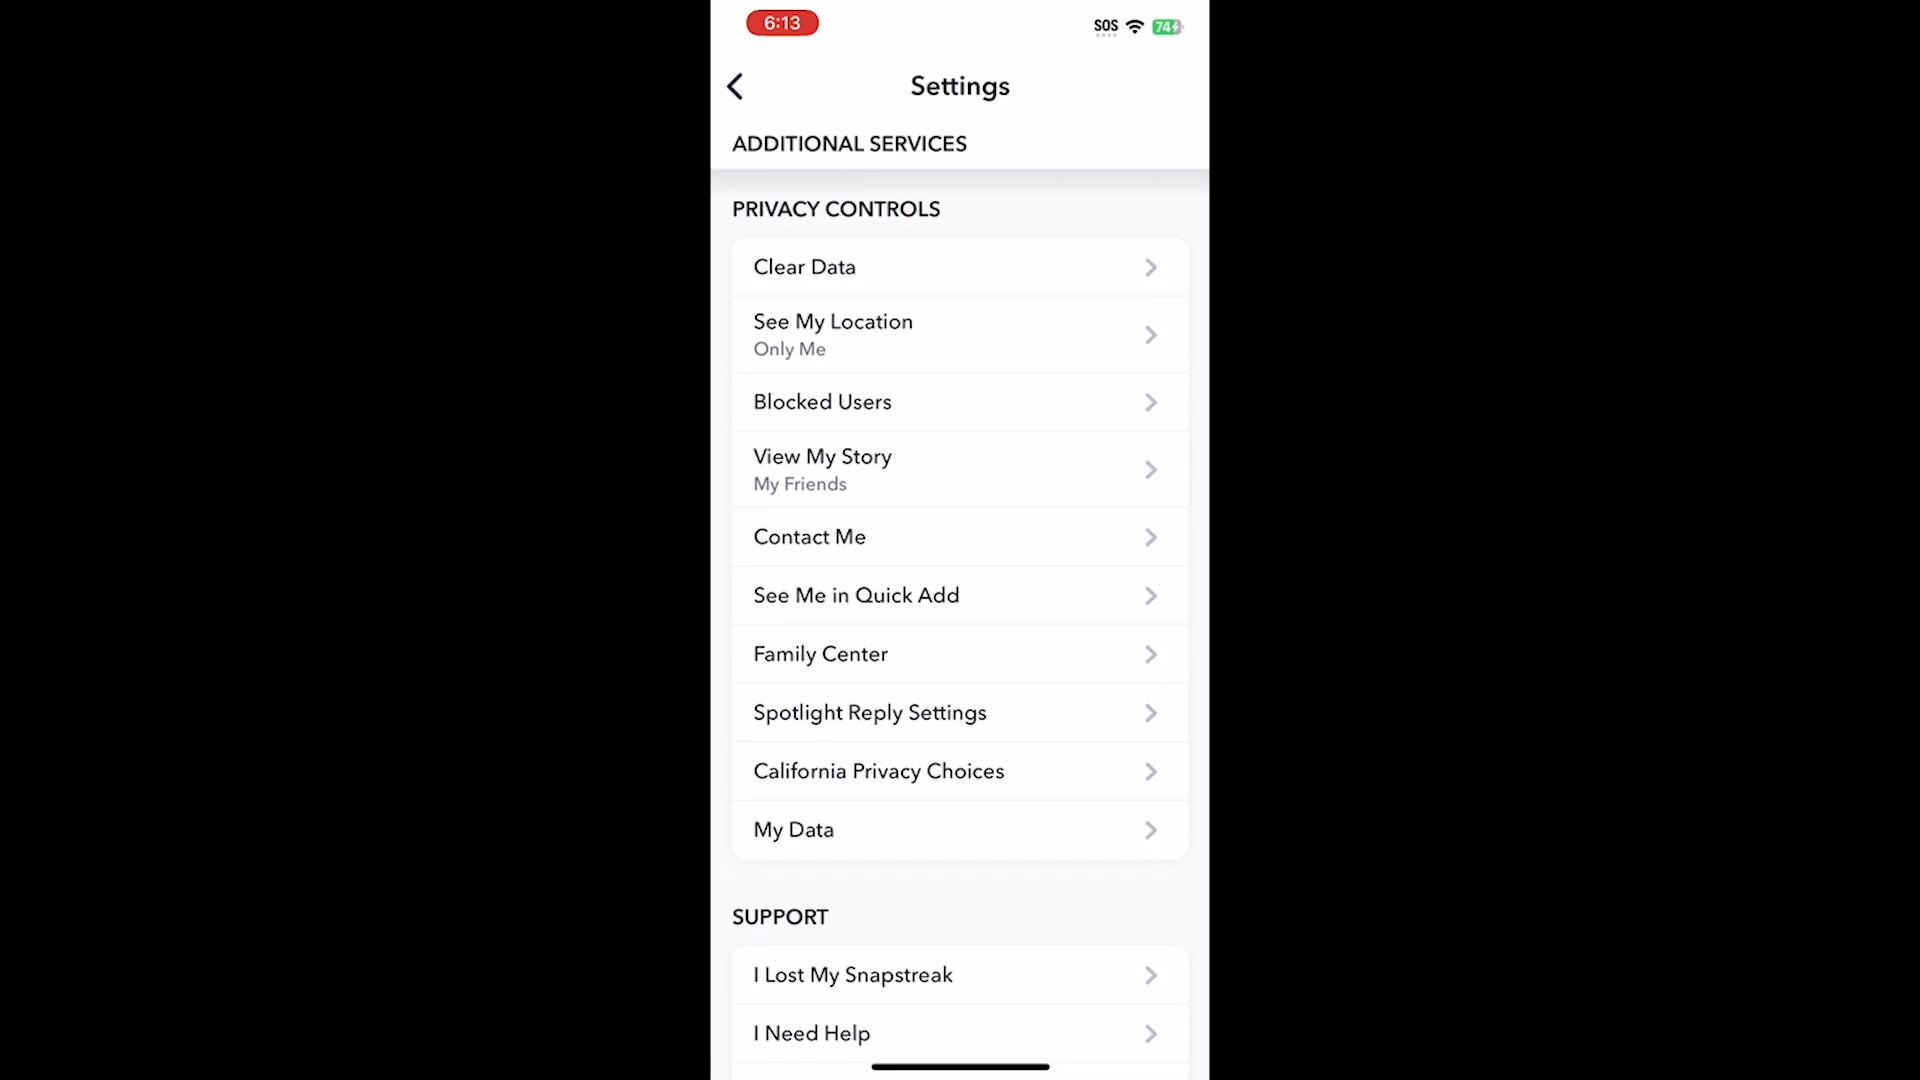 6:13
SOS 74
Settings
ADDITIONAL SERVICES
PRIVACY CONTROLS
Clear Data
See My Location
Only Me
Blocked Users
View My Story
My Friends
Contact Me
See Me in Quick Add
Family Center
Spotlight Reply Settings
California Privacy Choices
My Data
SUPPORT
I Lost My Snapstreak
I Need Help